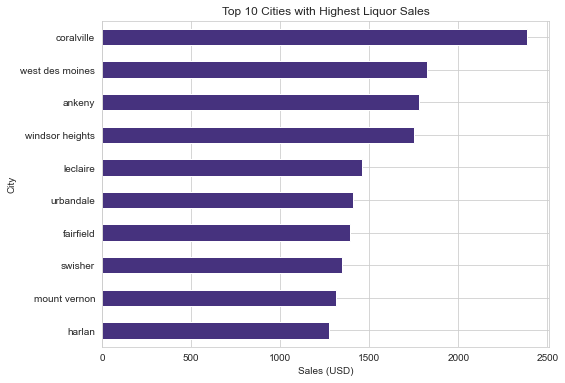 Top 10 Cities with Highest Liquor Sales
City
coralville
west des moines
ankeny
windsor heights
leclaire
urbandale
fairfield
swisher
mount vernon
harlan
0 500 1000 1500 2000 2500
Sales (USD)